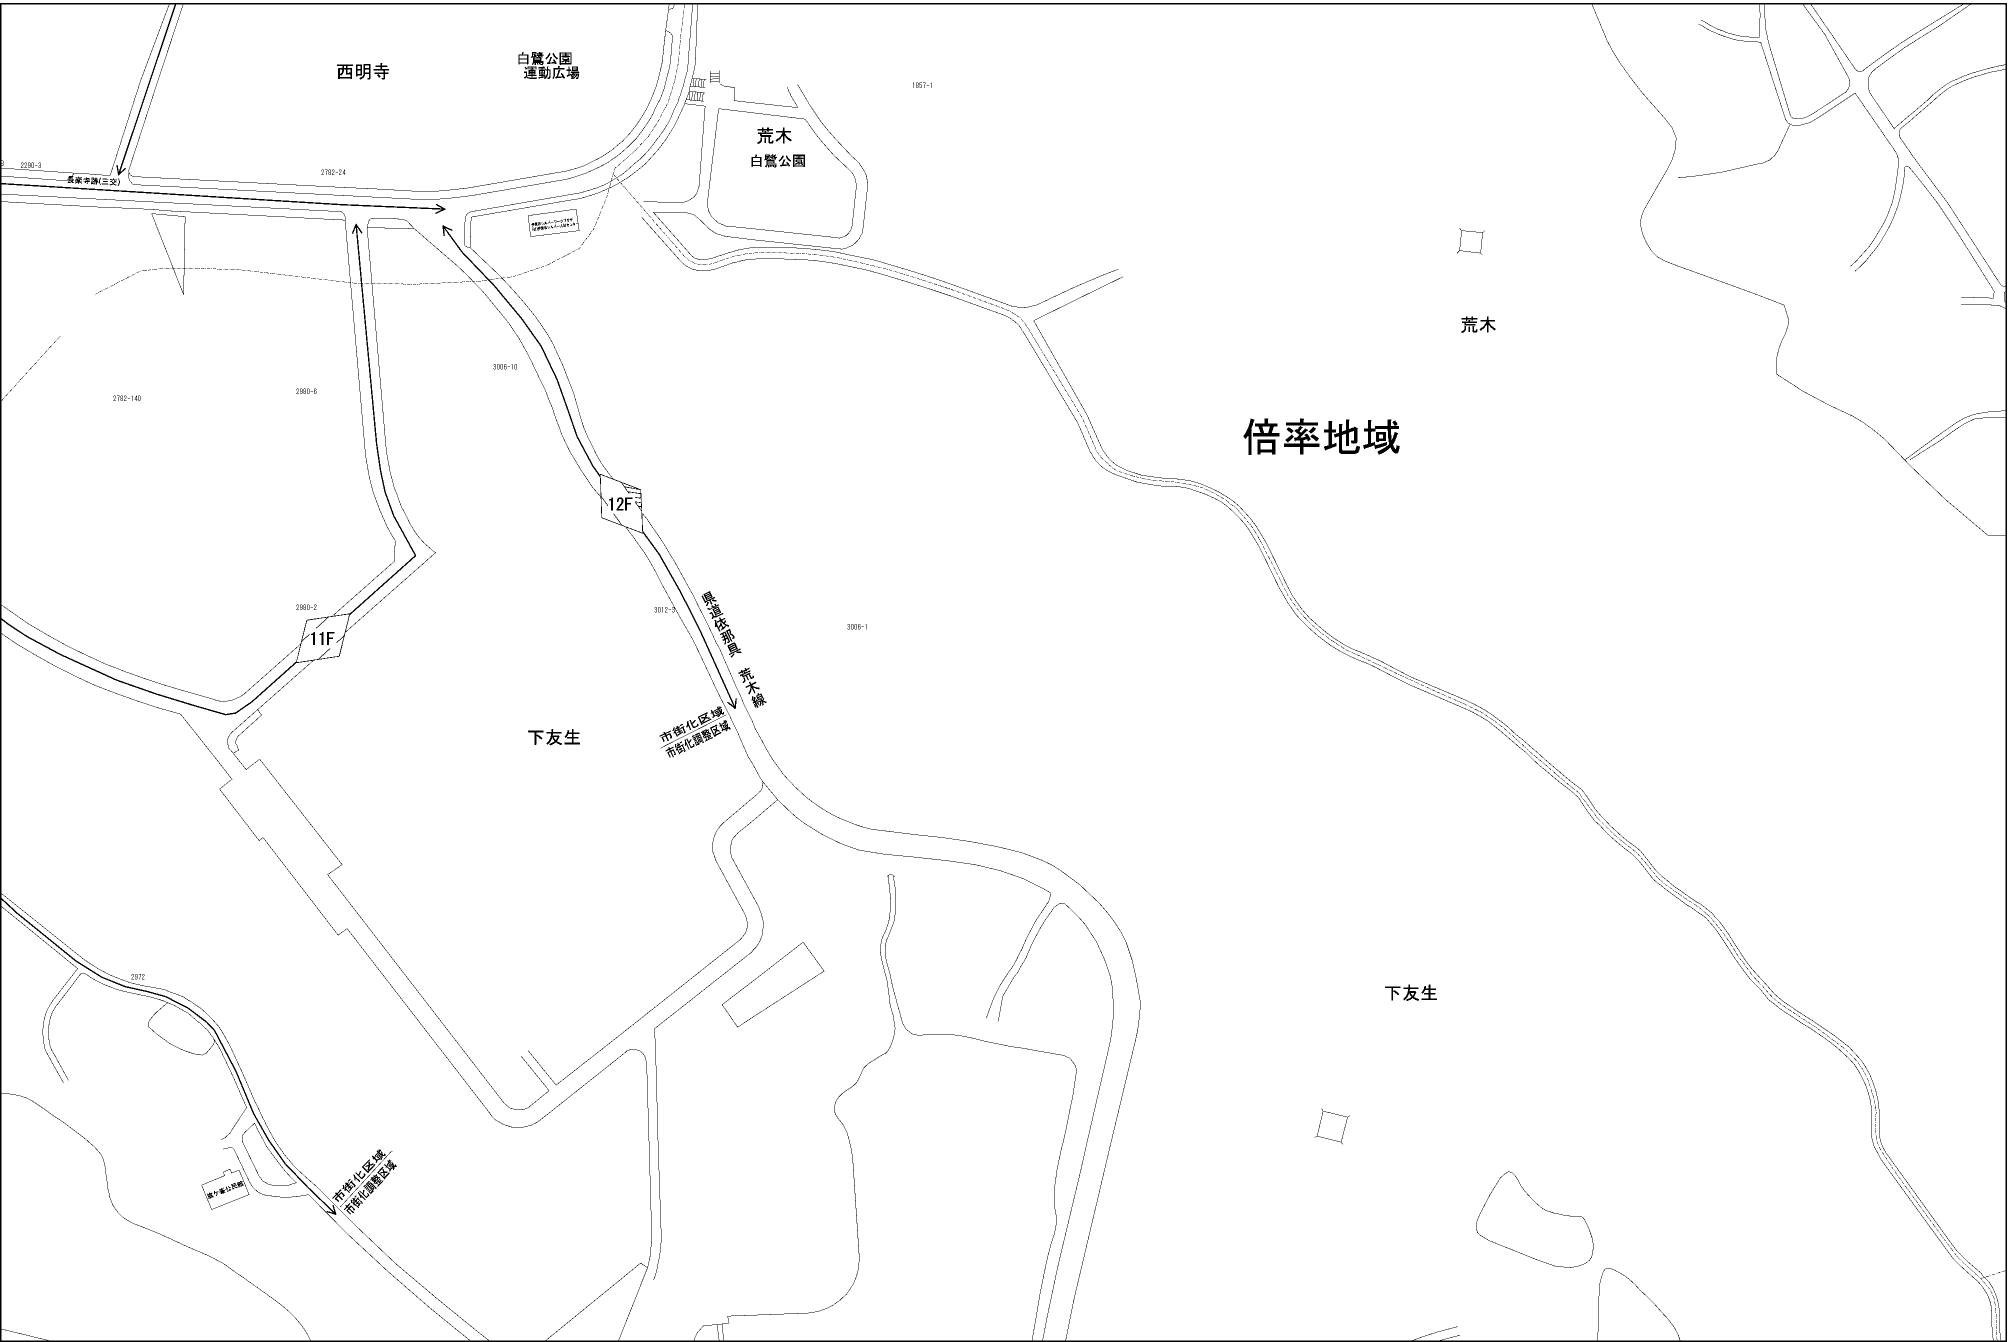 西明寺
白鷺公園
運動広場
1857-1
荒木
白鷺公園
2290-3
長楽寺跡(三交)
2782-24
荒木
3006-10
2980-6
2782-140
倍率地域
12F
2980-2
3012-3
3006-1
11F
県道依那具 荒木線
市街化区域
市街化調整区域
下友生
2972
下友生
市街化区域
市街化調整区域